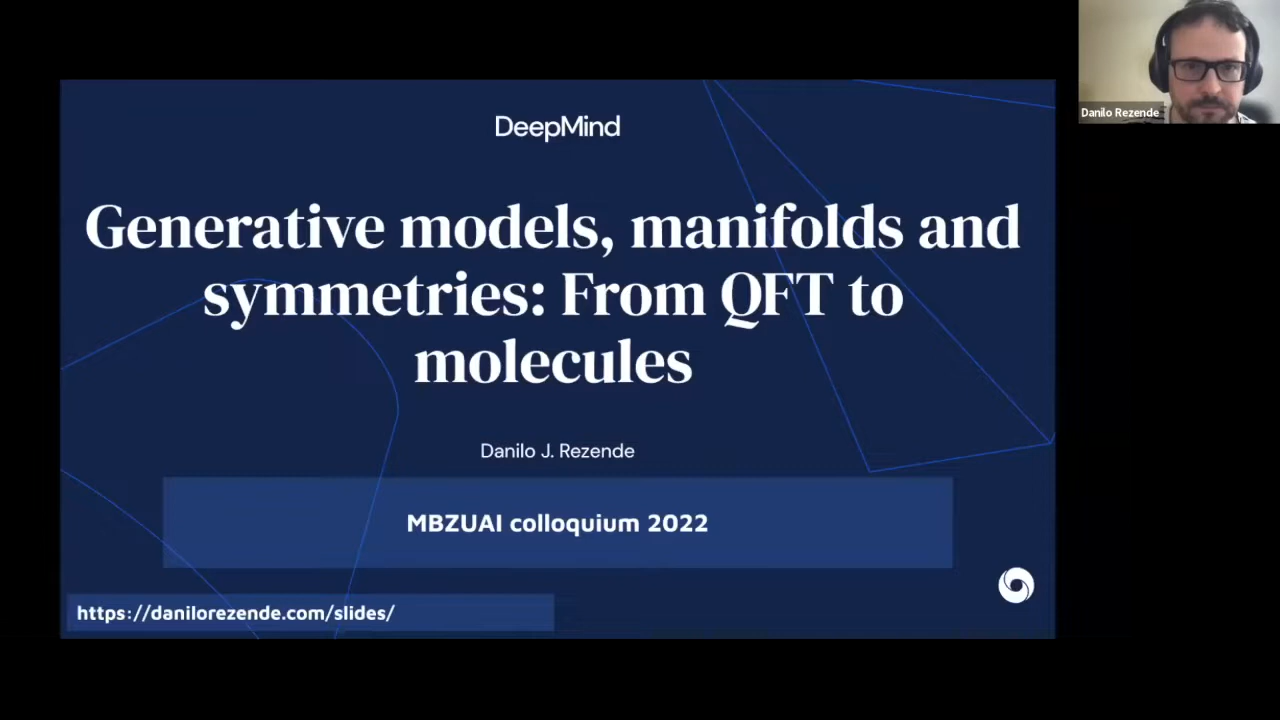 DeepMind
Generative models, manifolds and
symmetries: From QFT to
molecules
Danilo J. Rezende
MBZUAI colloquium 2022
https://danilorezende.com/slides/
Danilo Rezende